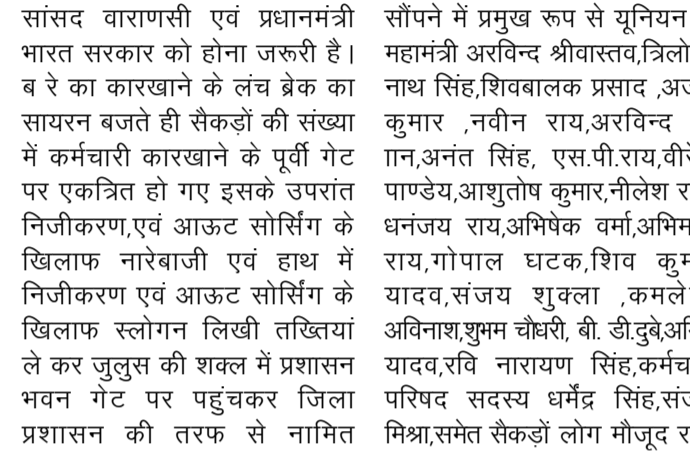 सांसद वाराणसी एवं प्रधानमंत्री
भारत सरकार को होना जरूरी है।
ब रे का कारखाने के लंच ब्रेक का
सायरन बजते ही सैकड़ों की संख्या
में कर्मचारी कारखाने के पूर्वी गेट
पर एकत्रित हो गए इसके उपरांत
निजीकरण,एवं आऊट सोर्सिंग के
खिलाफ नारेबाजी एवं हाथ में
निजीकरण एवं आऊट सोर्सिंग के
खिलाफ स्लोगन लिखी तख्तियां
ले कर जुलुस की शक्ल में प्रशासन
भवन गेट पर पहुंचकर जिला
प्रशासन की तरफ से नामित
सौंपने में प्रमुख रूप से यूनियन
महामंत्री अरविन्द श्रीवास्तव,त्रिलो
नाथ सिंह,शिवबालक प्रसाद
कुमार ,नवीन राय,अरविन्द
अनंत सिंह, एस.पी.राय,
पाण्डेय,आशुतोष कुमार,नीलेश
धनंजय राय,अभिषेक वर्मा,
राय,गोपाल घटक,शिव
यादव,संजय शुक्ला ,कमले
अविनाश,शुभम चौधरी, बी. डी.दुबे,
यादव,रवि नारायण सिंह,
परिषद सदस्य धर्मेंद्र सिंह,
मिश्रा,समेत सैकड़ों लोग मौजूद